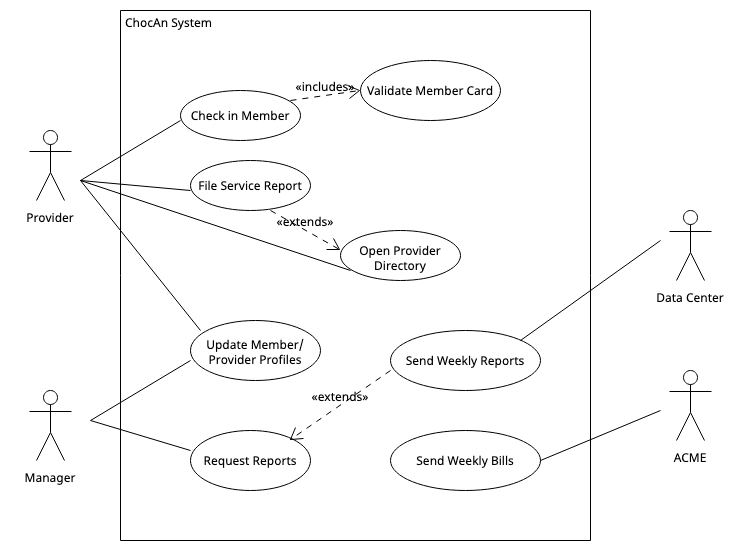 ChocAn System
«includes»
Validate Member Card
Check in Member
File Service Report
Provider
«extends»
Open Provider
Directory
Data Center
Update Member/
Provider Profiles
Send Weekly Reports
«extends»
Manager
Request Reports
Send Weekly Bills
ACME